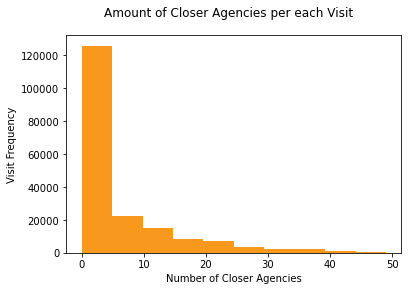 Amount of Closer Agencies per each Visit
120000
100000
80000
60000
40000
20000
0
Visit Frequency
0 10 20 30 40 50
Number of Closer Agencies